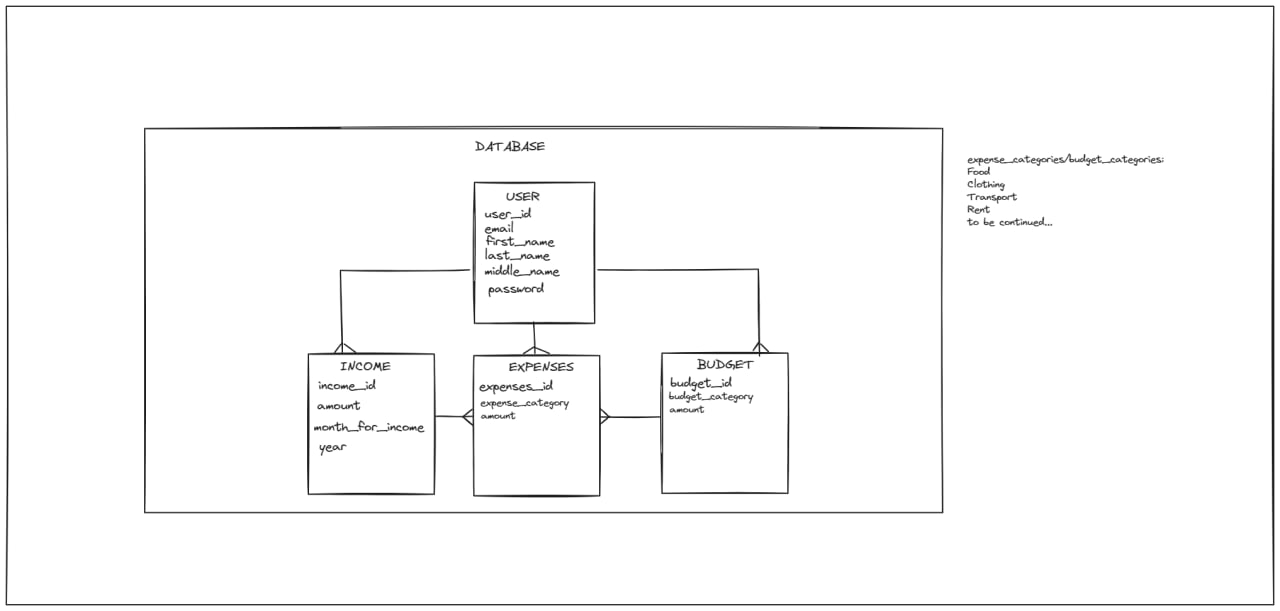 DATABASE
USER
user_id
email
first_name
last_name
middle_name
password
INCOME
income_id
amount
month_for_income
year
EXPENSES
expenses_id
expense_category
amount
BUDGET
budget_id
budget_category
amount
expense_categories/budget_categories:
Food
Clothing
Transport
Rent
to be continued...